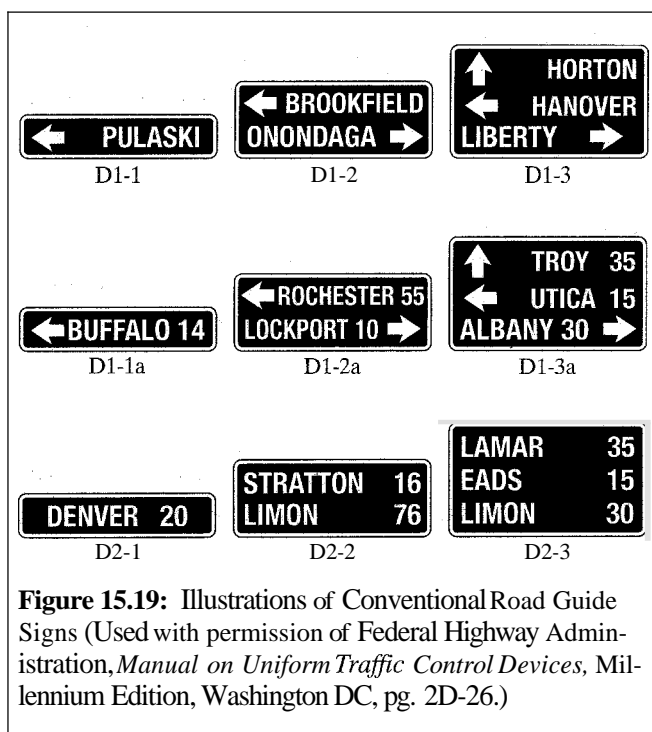 PULASKI
D1-1
BROOKFIELD
ONONDAGA
D1-2
HORTON
HANOVER
LIBERTY
D1-3
BUFFALO 14
D1-1a
ROCHESTER 55
LOCKPORT 10
D1-2a
TROY 35
UTICA 15
ALBANY 30
D1-3a
DENVER 20
D2-1
STRATTON 16
LIMON 76
D2-2
LAMAR 35
EADS 15
LIMON 30
D2-3
Figure 15.19: Illustrations of Conventional Road Guide
Signs (Used with permission of Federal Highway Admin-
istration, Manual on Uniform Traffic Control Devices, Mil-
lennium Edition, Washington DC, pg. 2D-26.)